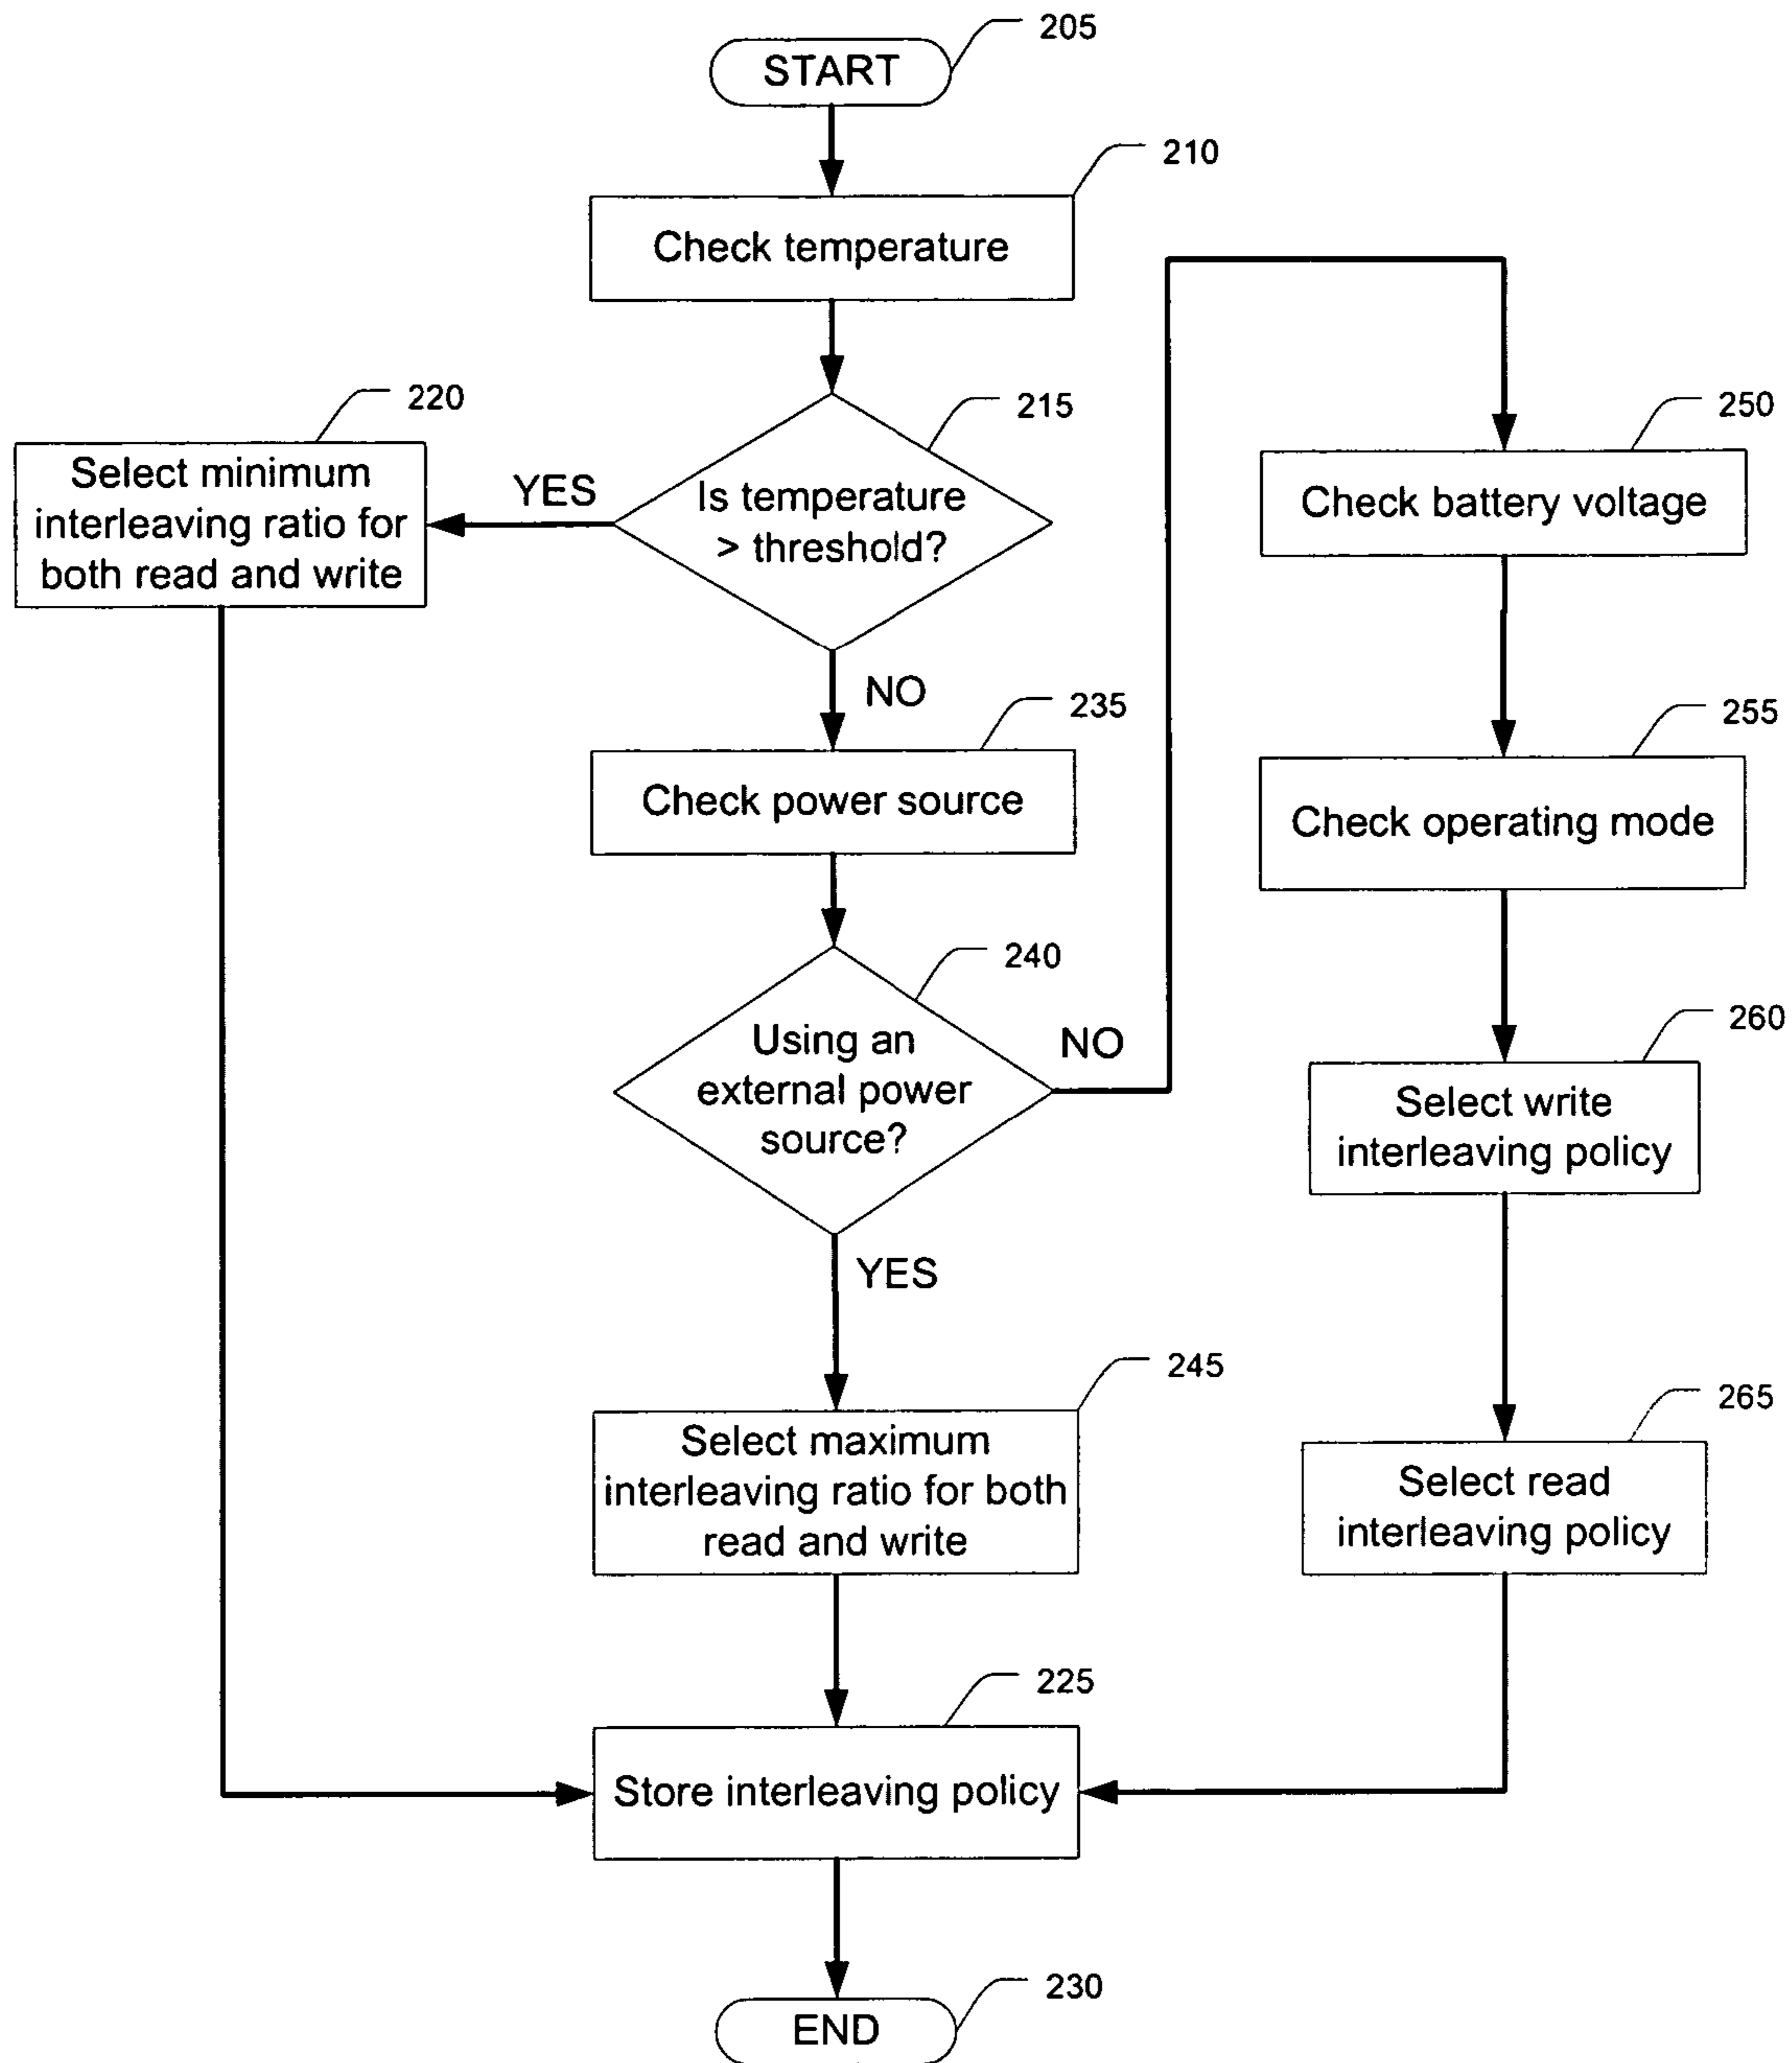 205
START
210
Check temperature
215
Is temperature
> threshold?
YES
220
Select minimum
interleaving ratio for
both read and write
NO
235
Check power source
240
Using an
external power
source?
NO
YES
245
Select maximum
interleaving ratio for both
read and write
250
Check battery voltage
255
Check operating mode
260
Select write
interleaving policy
265
Select read
interleaving policy
225
Store interleaving policy
230
END